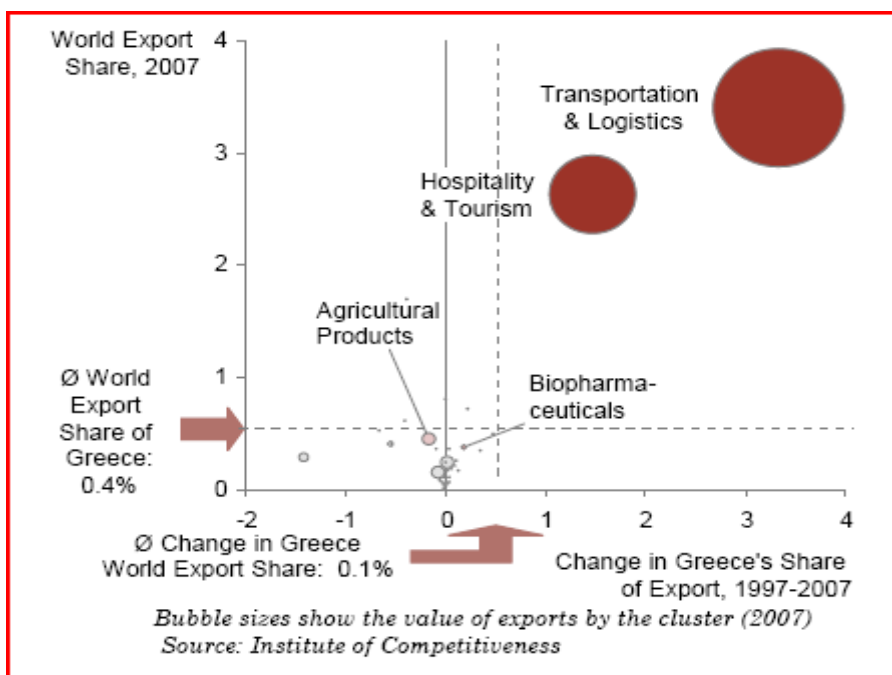 World Export
Share, 2007
4
3
2
1
0
Transportation
& Logistics
Hospitality
& Tourism
Agricultural
Products
Biopharma-
ceuticals
Ø World
Export
Share of
Greece:
0.4%
-2 -1 0 1 2 3 4
Ø Change in Greece
World Export Share: 0.1%
Change in Greece's Share
of Export, 1997-2007
Bubble sizes show the value of exports by the cluster (2007)
Source: Institute of Competitiveness